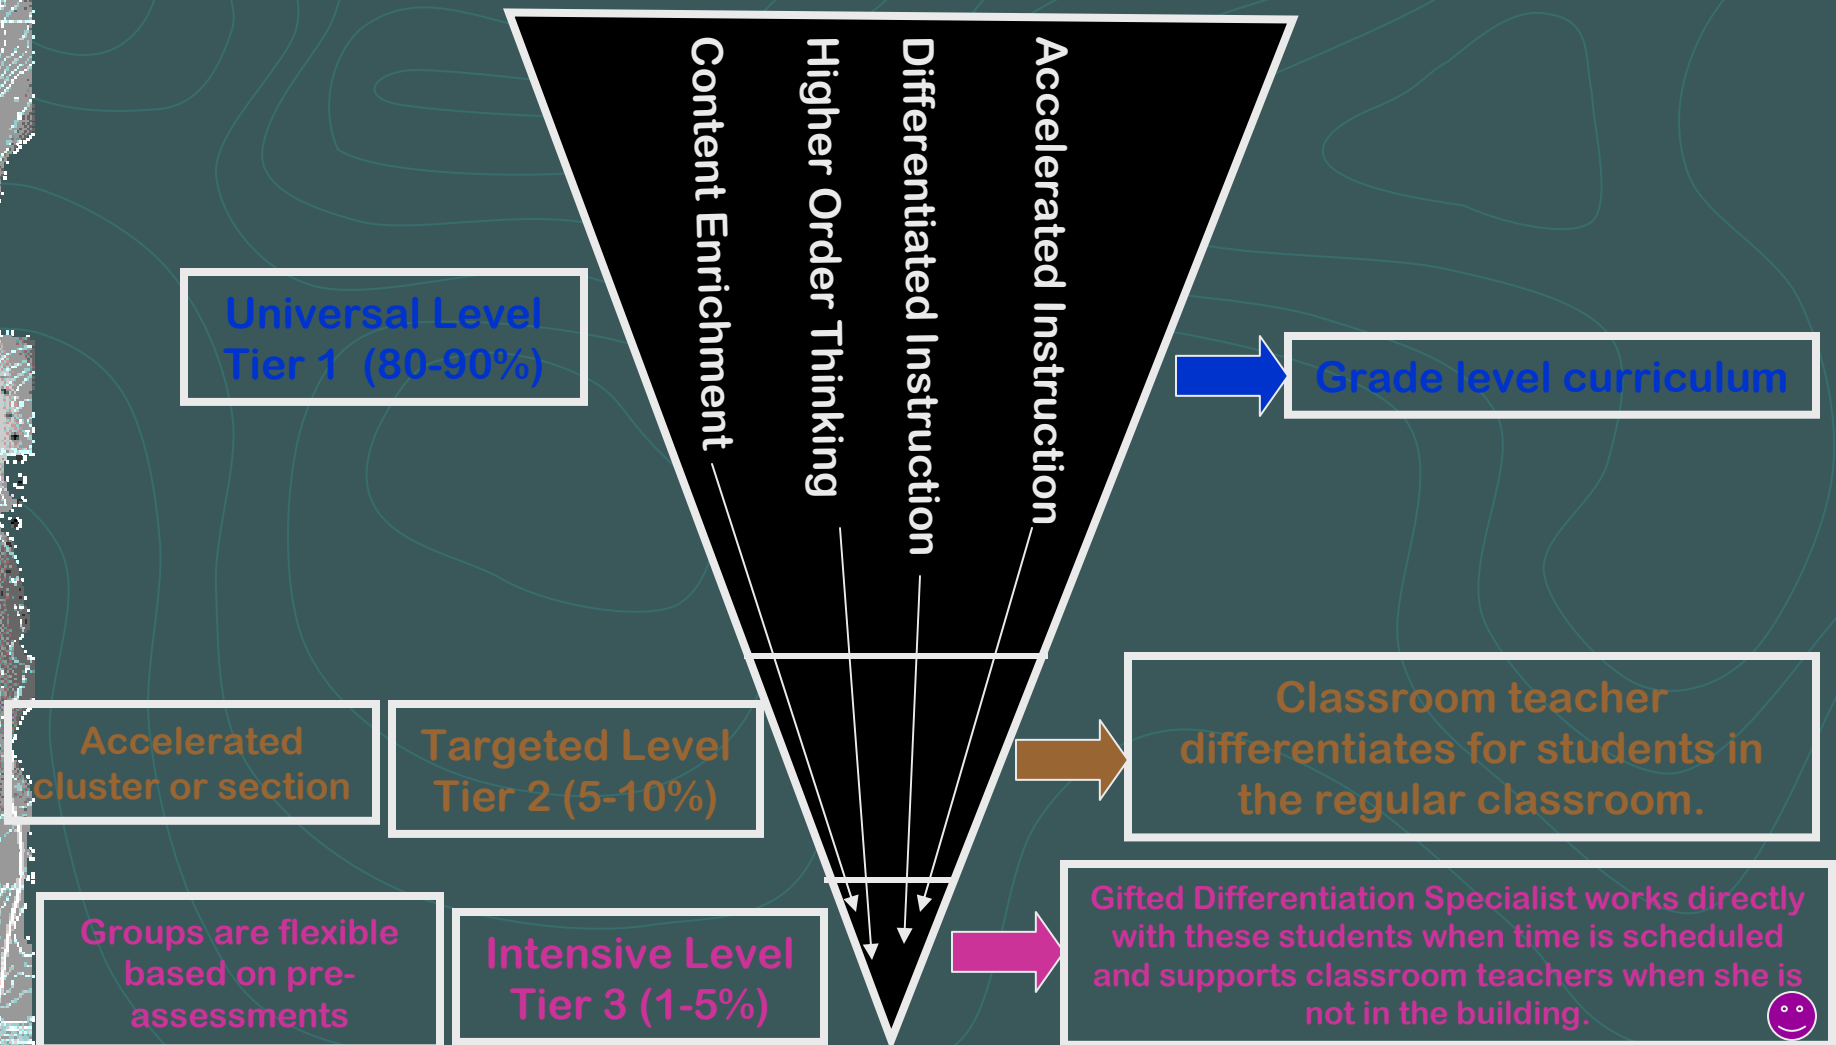 Content Enrichment
Higher Order Thinking
Differentiated Instruction
Accelerated Instruction
Universal Level
Tier 1 (80-90%)
Grade level curriculum
Accelerated
cluster or section
Targeted Level
Tier 2 (5-10%)
Classroom teacher
differentiates for students in
the regular classroom.
Groups are flexible
based on pre-
assessments
Intensive Level
Tier 3 (1-5%)
Gifted Differentiation Specialist works directly
with these students when time is scheduled
and supports classroom teachers when she is
not in the building.